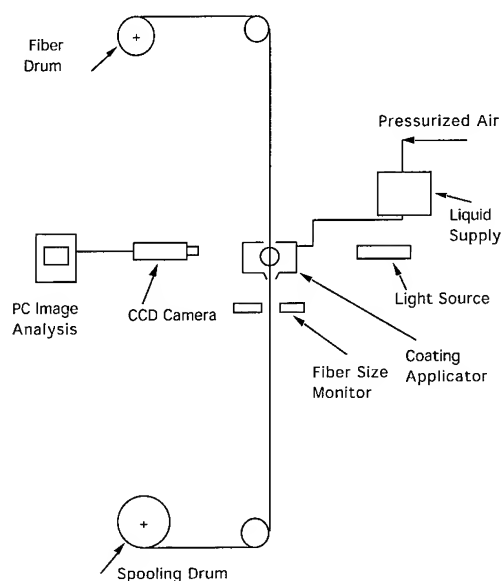 Fiber
Drum
Pressurized Air
Liquid
Supply
Light Source
PC Image
Analysis
CCD Camera
Coating
Applicator
Fiber Size
Monitor
Spooling Drum